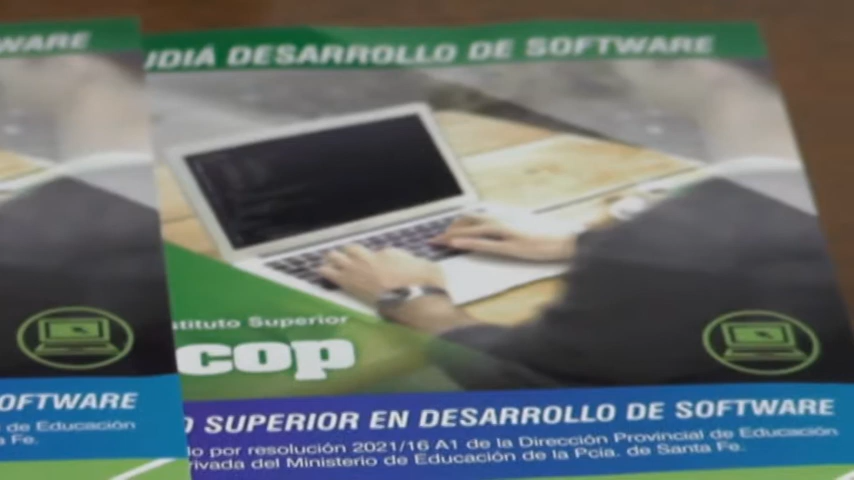 WARE
UDIÁ DESARROLLO DE SOFTWARE
stituto Superior
cop
OFTWARE
de Educación
a Fe.
O SUPERIOR EN DESARROLLO DE SOFTWARE
do por resolución 2021/16 A1 de la Dirección Provincial de Educación
rivada del Ministerio de Educación de la Pcia. de Santa Fe.